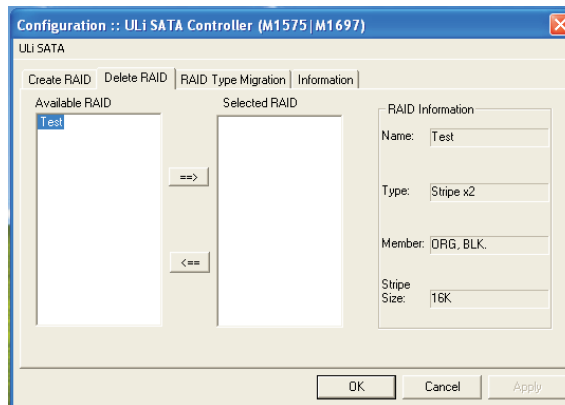 Configuration :: ULi SATA Controller (M1575|M1697)
ULi SATA
Create RAID Delete RAID RAID Type Migration Information
Available RAID Selected RAID RAID Information
Test
Name: Test
==>
Type: Stripe x2
Member: ORG, BLK.
<==
Stripe
Size: 16K
OK Cancel Apply